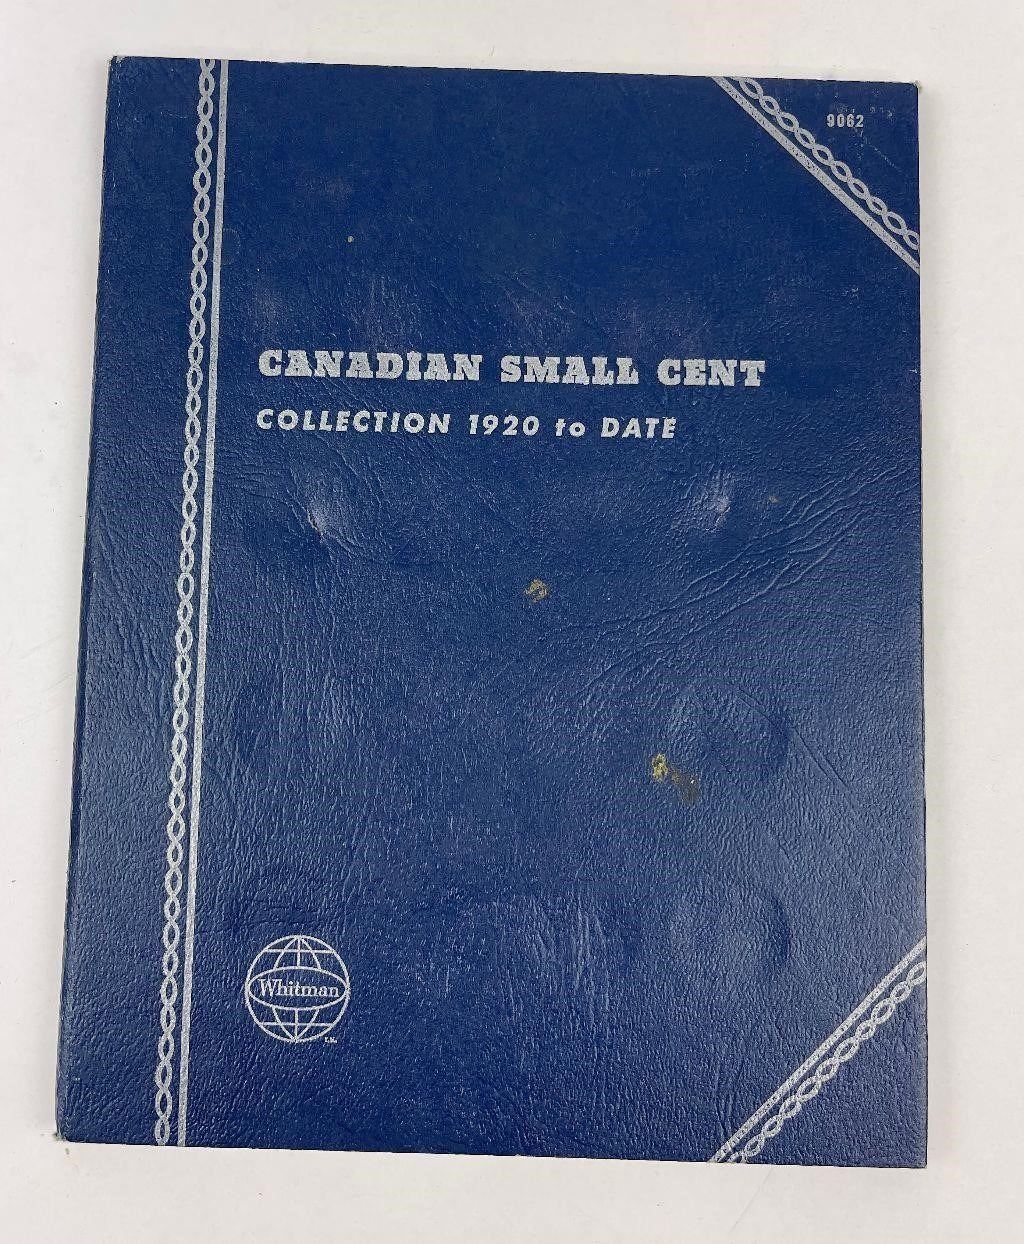 9062
CANADIAN SMALL CENT
COLLECTION 1920 to DATE
Whitman